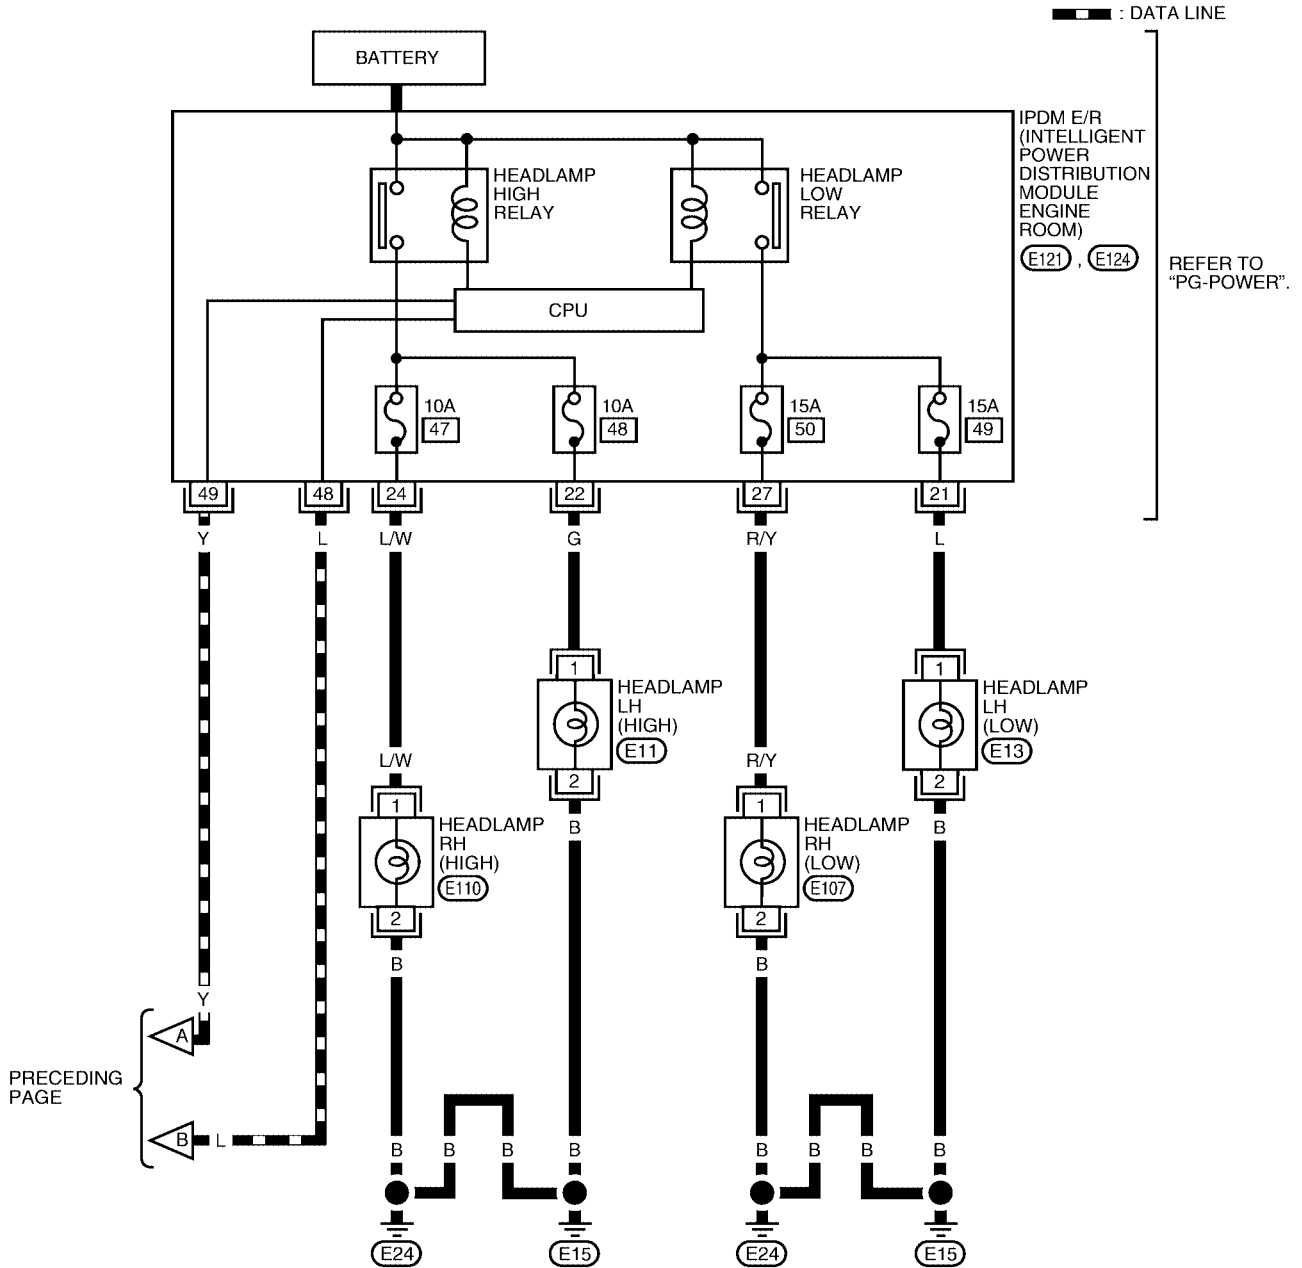 : DATA LINE
BATTERY
IPDM E/R
(INTELLIGENT
POWER
DISTRIBUTION
MODULE
ENGINE
ROOM)
E121 , E124
REFER TO
“PG-POWER”.
HEADLAMP
HIGH
RELAY
HEADLAMP
LOW
RELAY
CPU
10A
47
10A
48
15A
50
15A
49
49 48 24 22 27 21
Y L L/W G R/Y L
1 1
HEADLAMP
LH
(HIGH)
E11
HEADLAMP
LH
(LOW)
E13
L/W R/Y
2 2
1 1
B B
HEADLAMP
RH
(HIGH)
E110
HEADLAMP
RH
(LOW)
E107
2 2
B B
Y
A
PRECEDING
PAGE
B L
B B B B B B B B
E24 E15 E24 E15